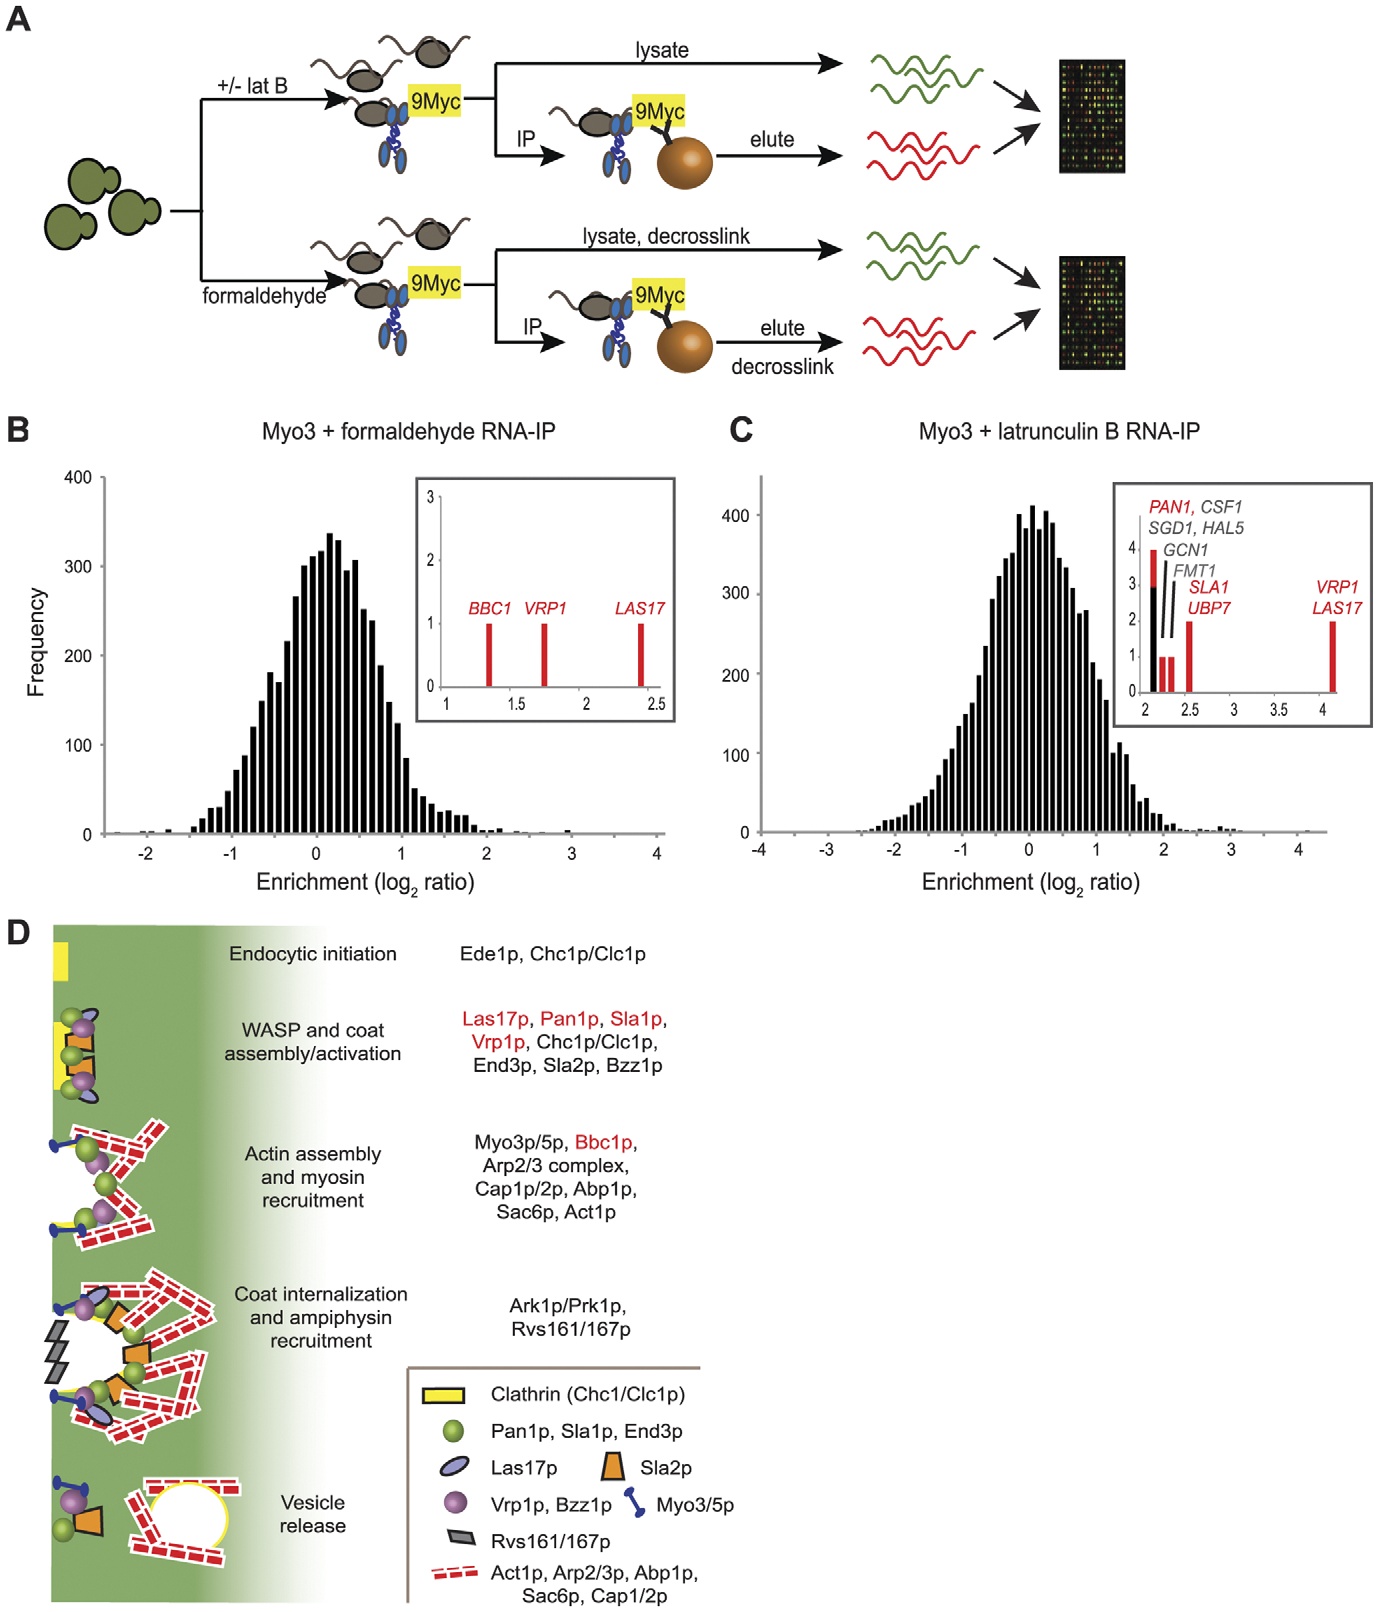 A
+/- lat B
9Myc
lysate
IP
9Myc
elute
formaldehyde
9Myc
lysate, decrosslink
IP
9Myc
elute
decrosslink
B
Myo3 + formaldehyde RNA-IP
Frequency
400
300
200
100
0
-2 -1 0 1 2 3 4
Enrichment (log2 ratio)
3
2
1
0
BBC1 VRP1 LAS17
1 1.5 2 2.5
C
Myo3 + latrunculin B RNA-IP
400
300
200
100
0
-4 -3 -2 -1 0 1 2 3 4
Enrichment (log2 ratio)
PAN1, CSF1
SGD1, HAL5
GCN1
FMT1
SLA1
UBP7
VRP1
LAS17
4
3
2
1
0
2 2.5 3 3.5 4
D
Endocytic initiation
Ede1p, Chc1p/Clc1p
WASP and coat
assembly/activation
Las17p, Pan1p, Sla1p,
Vrp1p, Chc1p/Clc1p,
End3p, Sla2p, Bzz1p
Actin assembly
and myosin
recruitment
Myo3p/5p, Bbc1p,
Arp2/3 complex,
Cap1p/2p, Abp1p,
Sac6p, Act1p
Coat internalization
and ampiphysin
recruitment
Ark1p/Prk1p,
Rvs161/167p
Vesicle
release
Clathrin (Chc1/Clc1p)
Pan1p, Sla1p, End3p
Las17p Sla2p
Vrp1p, Bzz1p Myo3/5p
Rvs161/167p
Act1p, Arp2/3p, Abp1p,
Sac6p, Cap1/2p